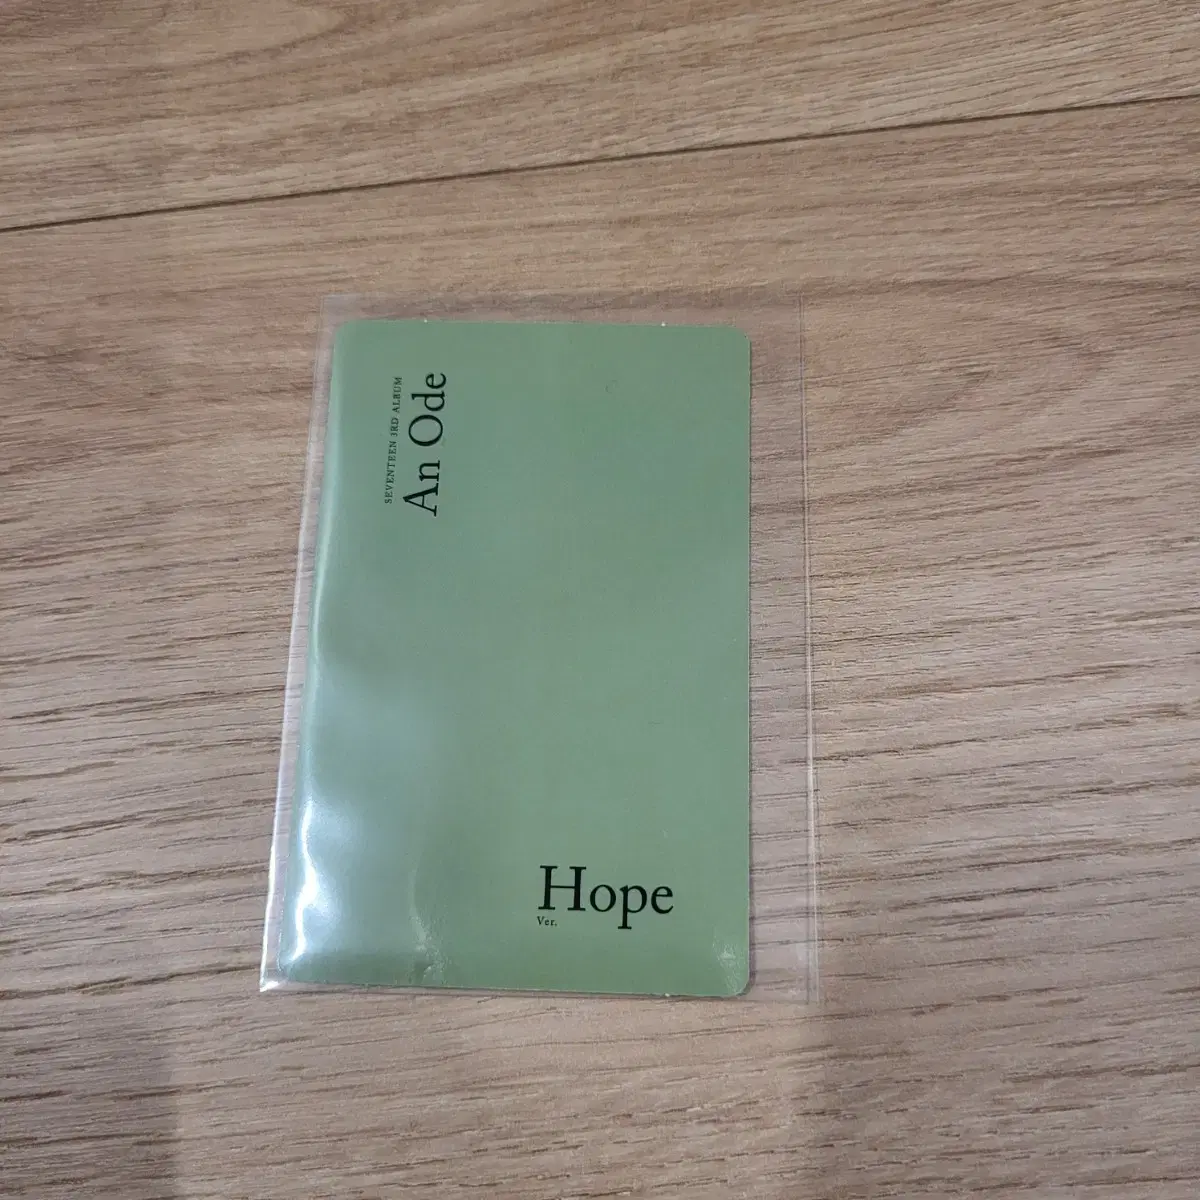 SEVENTEEN 3RD ALBUM
An Ode
Hope
Ver.